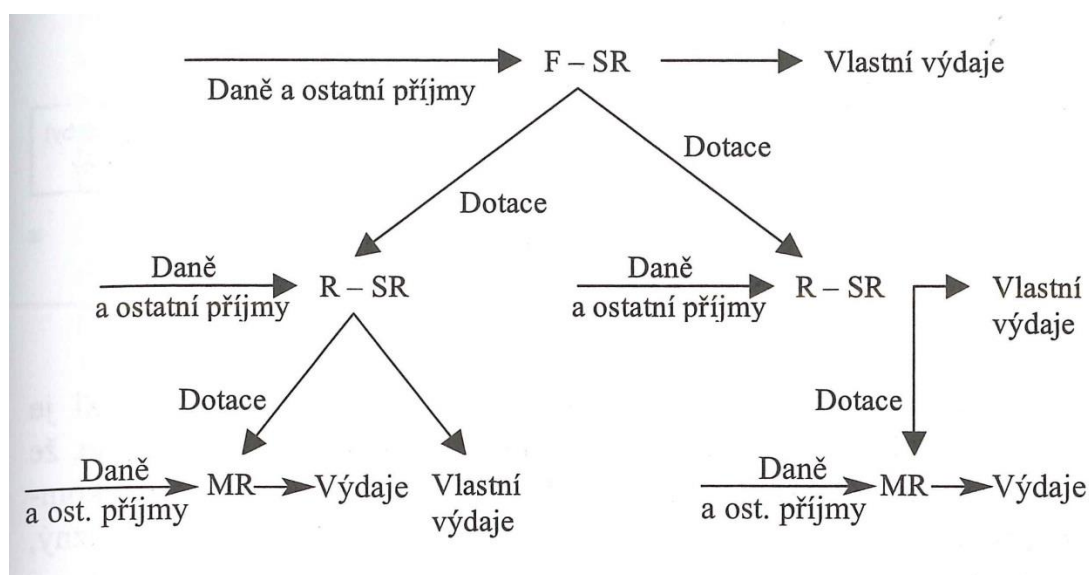 F – SR
Vlastní výdaje
Daně a ostatní příjmy
Dotace
Dotace
Daně
a ostatní příjmy
R – SR
Daně
a ostatní příjmy
R – SR
Vlastní
výdaje
Dotace
Dotace
Daně
a ost. příjmy
MR
Výdaje
Vlastní
výdaje
Daně
a ost. příjmy
MR
Výdaje